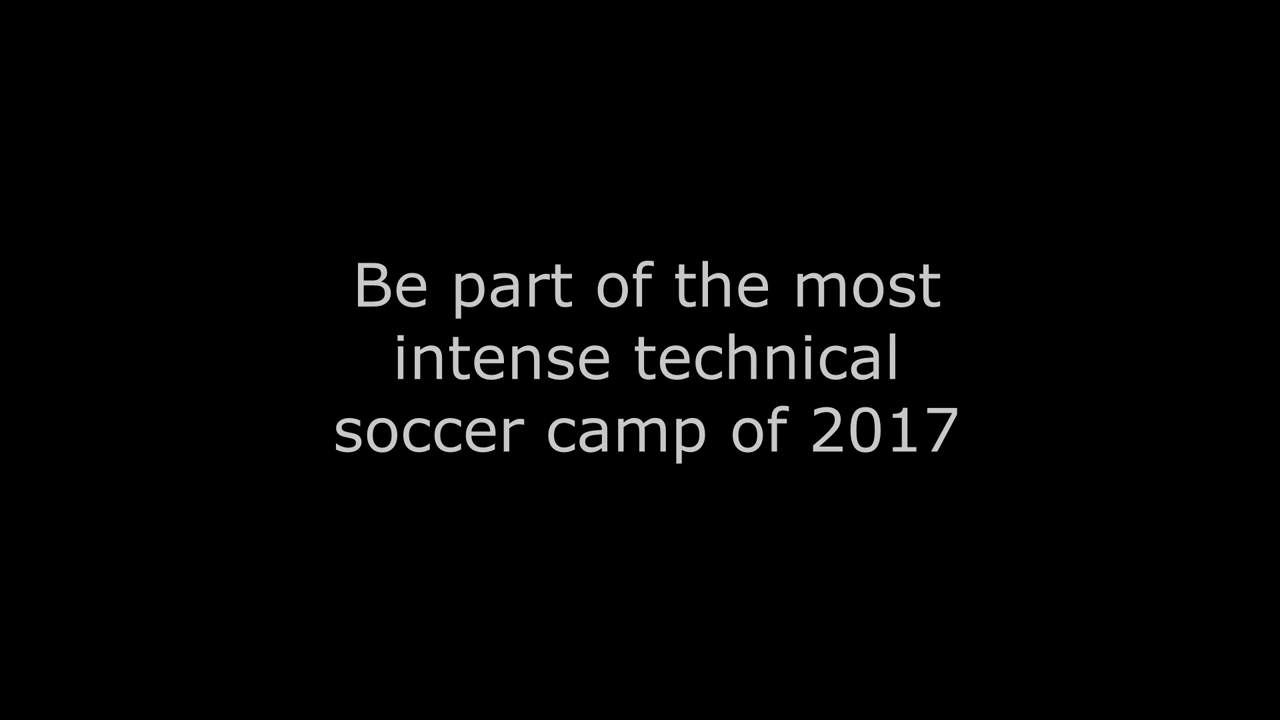 Be part of the most
intense technical
soccer camp of 2017